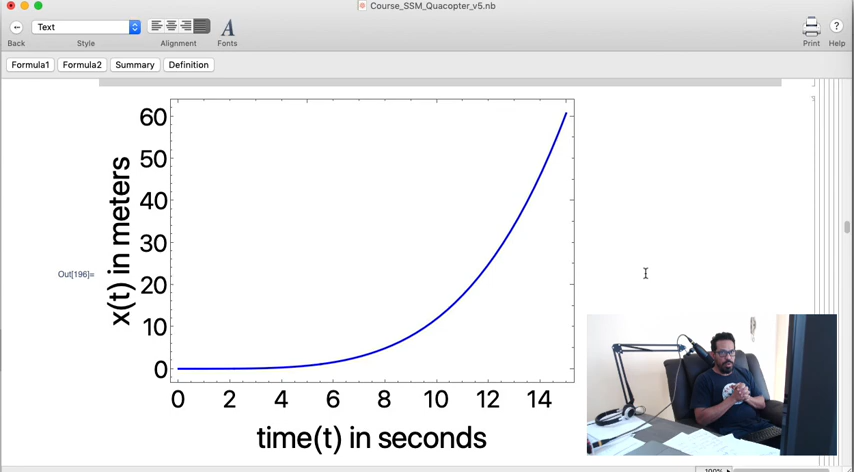 Course_SSM_Quacopter_v5.nb
Text
Back
Style
Alignment
Fonts
Print
Help
Formula1
Formula2
Summary
Definition
Out[196]=
x(t) in meters
60
50
40
30
20
10
0
0 2 4 6 8 10 12 14
time(t) in seconds
100%